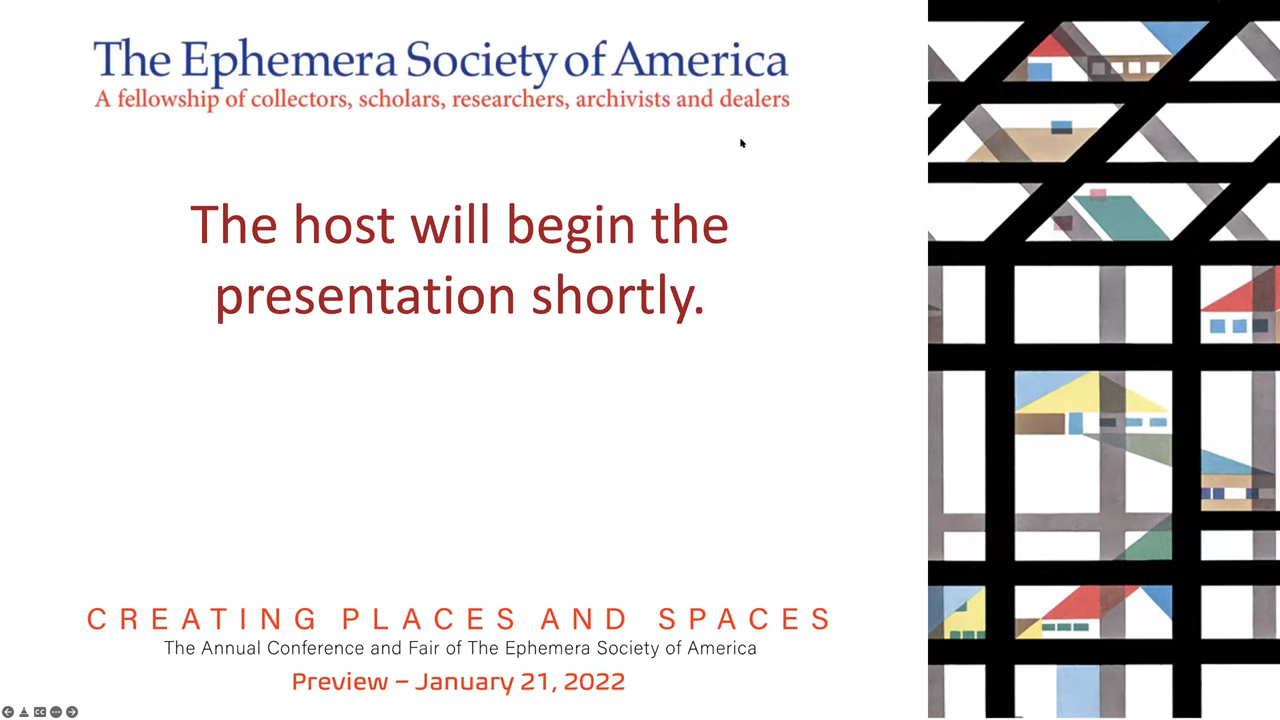 The Ephemera Society of America
A fellowship of collectors, scholars, researchers, archivists and dealers
The host will begin the
presentation shortly.
CREATING PLACES AND SPACES
The Annual Conference and Fair of The Ephemera Society of America
Preview – January 21, 2022